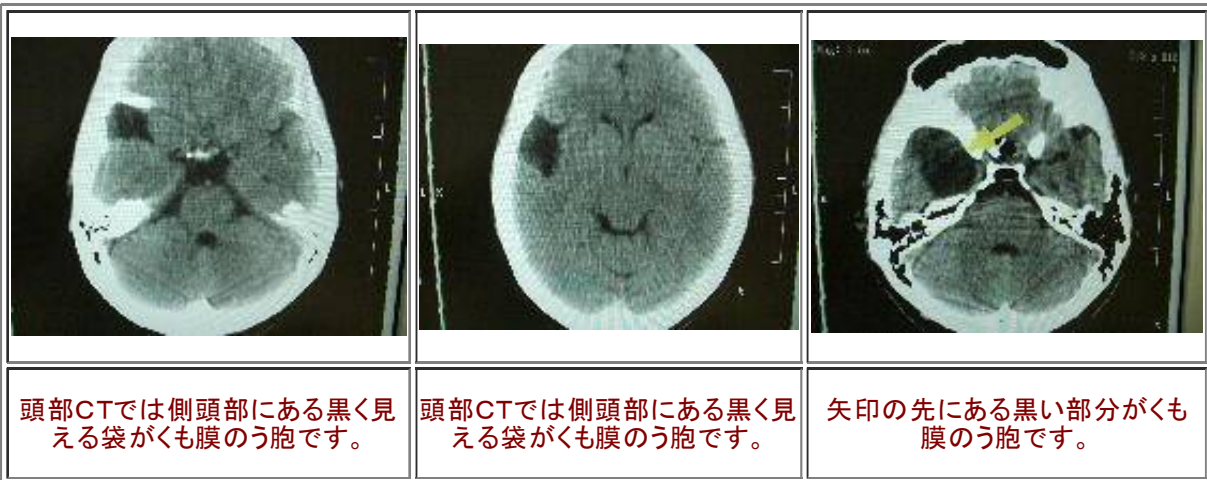 頭部CTでは側頭部にある黒く見
える袋がくも膜のう胞です。
頭部CTでは側頭部にある黒く見
える袋がくも膜のう胞です。
矢印の先にある黒い部分がくも
膜のう胞です。